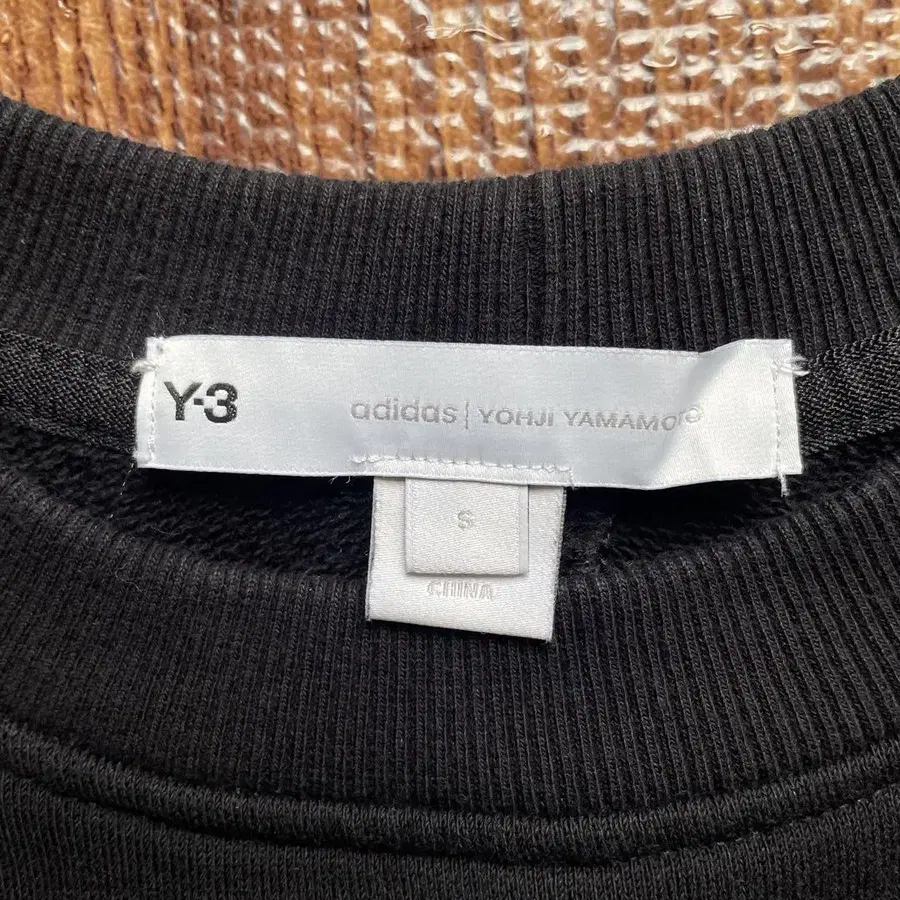 Y-3 adidas | YOHJI YAMAMOTO
S
CHINA